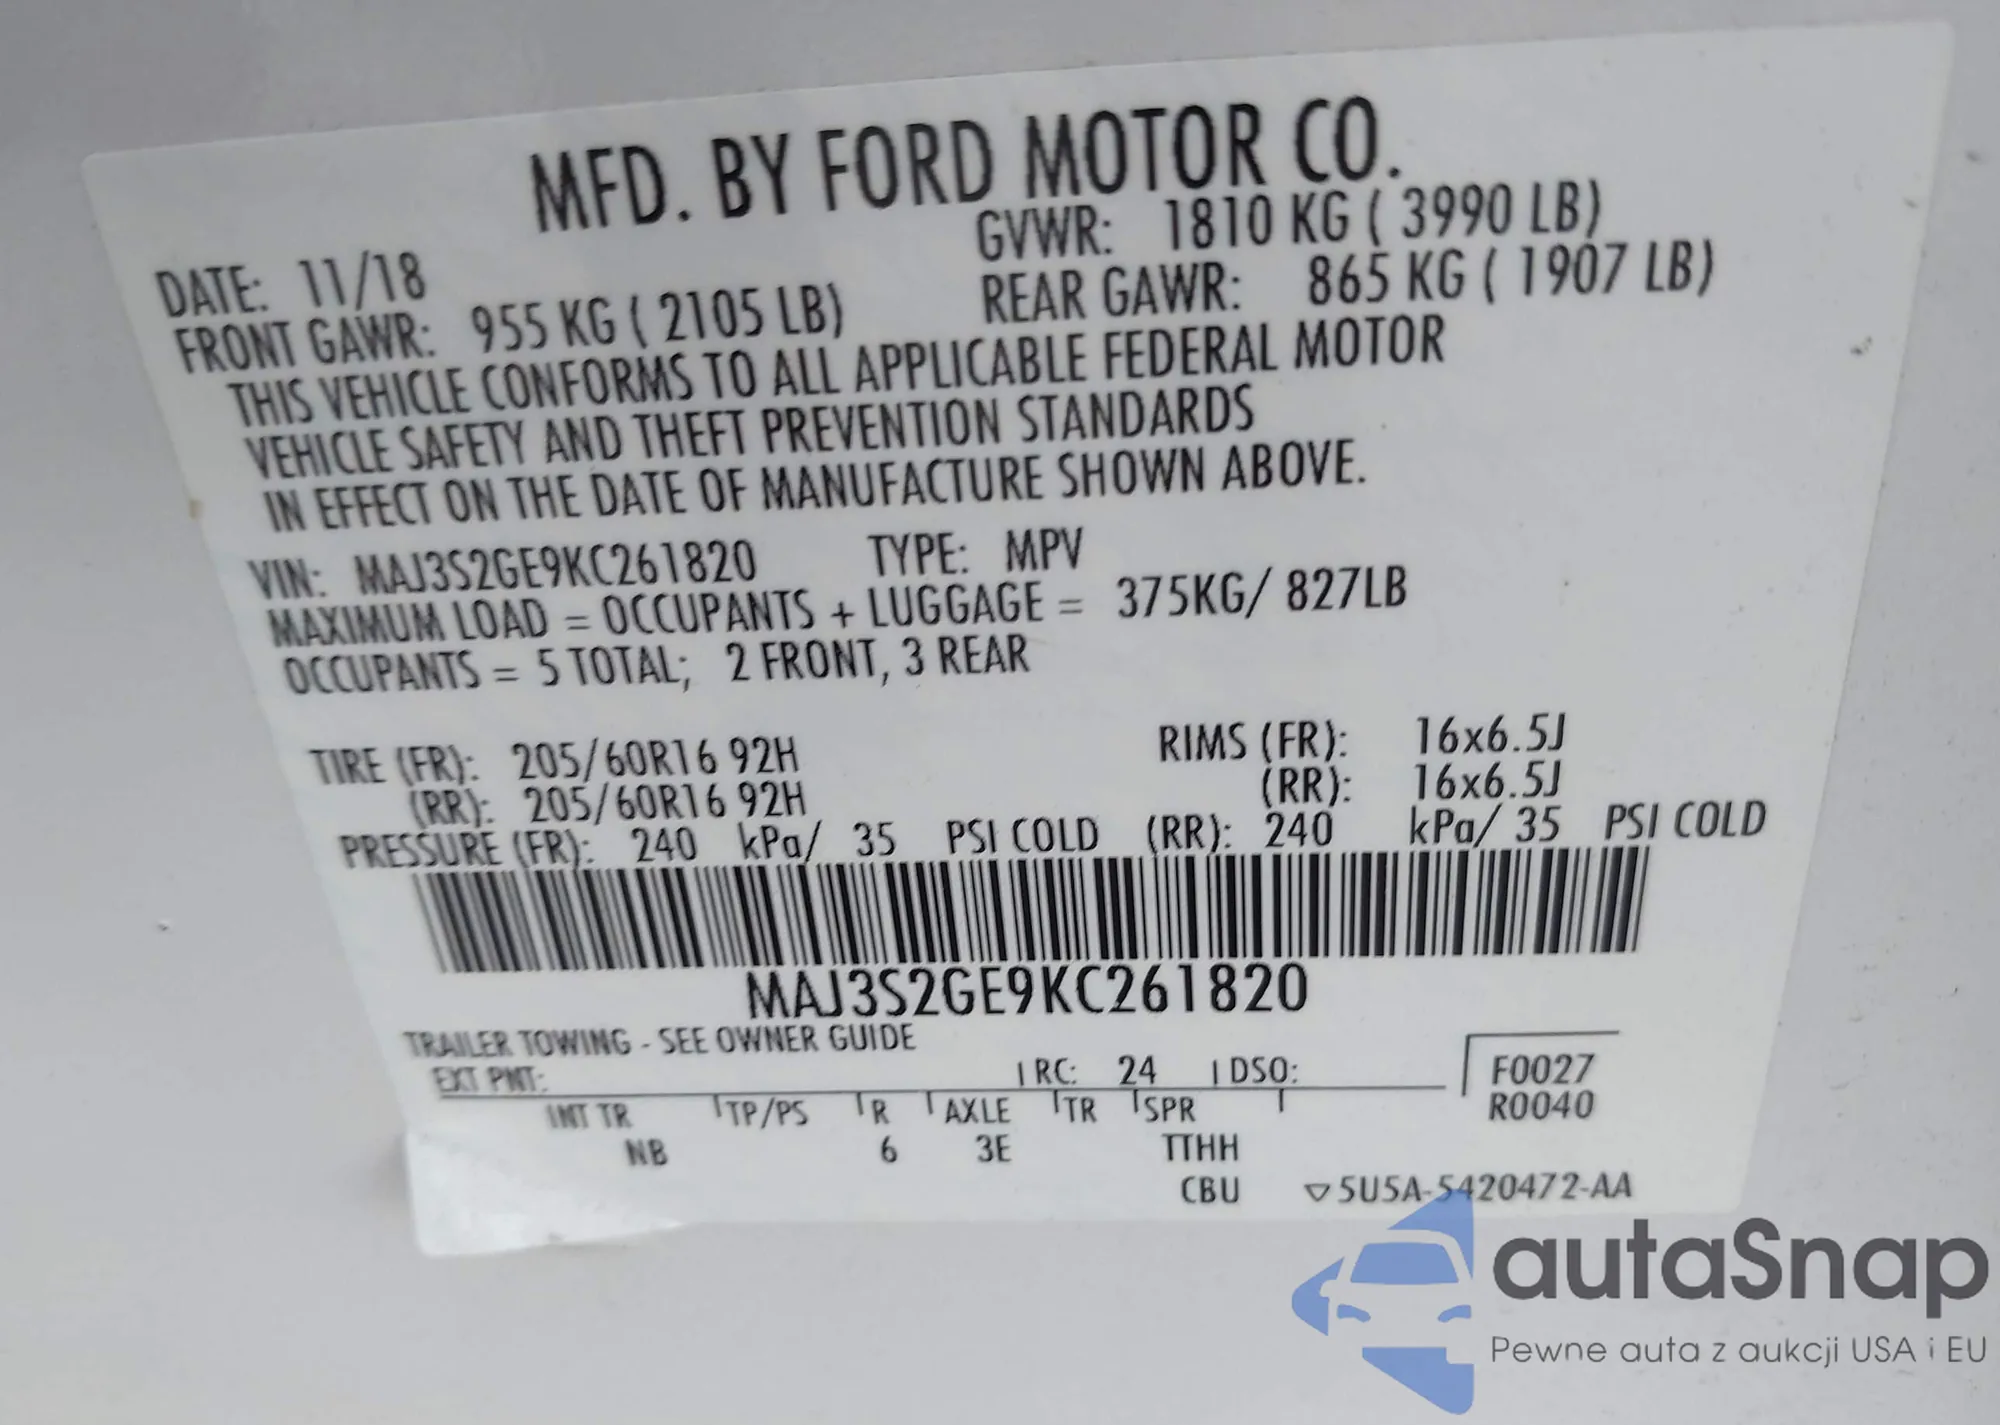 MFD. BY FORD MOTOR CO.
DATE: 11/18 GVWR: 1810 KG ( 3990 LB)
FRONT GAWR: 955 KG ( 2105 LB) REAR GAWR: 865 KG ( 1907 LB)
THIS VEHICLE CONFORMS TO ALL APPLICABLE FEDERAL MOTOR
VEHICLE SAFETY AND THEFT PREVENTION STANDARDS
IN EFFECT ON THE DATE OF MANUFACTURE SHOWN ABOVE.
VIN: MAJ3S2GE9KC261820 TYPE: MPV
MAXIMUM LOAD = OCCUPANTS + LUGGAGE = 375KG/ 827LB
OCCUPANTS = 5 TOTAL; 2 FRONT, 3 REAR
TIRE (FR): 205/60R16 92H RIMS (FR): 16x6.5J
(RR): 205/60R16 92H (RR): 16x6.5J
PRESSURE (FR): 240 kPa/ 35 PSI COLD (RR): 240 kPa/ 35 PSI COLD
MAJ3S2GE9KC261820
TRAILER TOWING - SEE OWNER GUIDE
EXT PNT: RC: 24 DSO: F0027
INT TR TP/PS R AXLE TR SPR R0040
NB 6 3E TTHH
CBU ▽5U5A-5420472-AA
autaSnap
Pewne auta z aukcji USA i EU